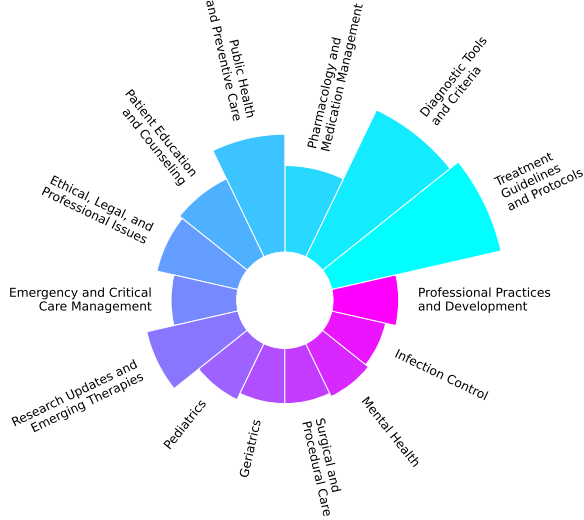 Public Health
and Preventive Care
Pharmacology and
Medication Management
Diagnostic Tools
and Criteria
Treatment
Guidelines
and Protocols
Patient Education
and Counseling
Ethical, Legal, and
Professional Issues
Emergency and Critical
Care Management
Professional Practices
and Development
Research Updates and
Emerging Therapies
Pediatrics
Geriatrics
Surgical and
Procedural Care
Mental Health
Infection Control